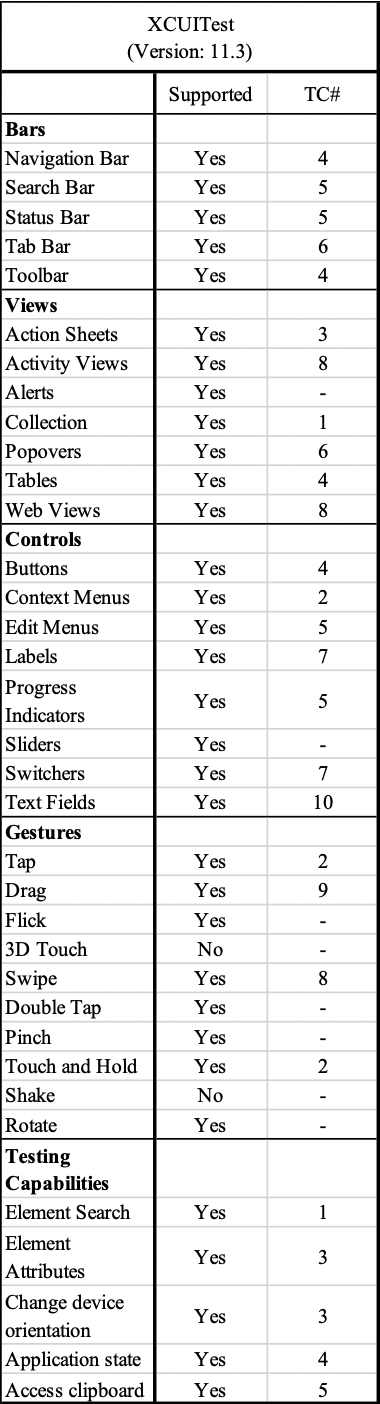 XCUITest
(Version: 11.3)
Supported TC#
Bars
Navigation Bar Yes 4
Search Bar Yes 5
Status Bar Yes 5
Tab Bar Yes 6
Toolbar Yes 4
Views
Action Sheets Yes 3
Activity Views Yes 8
Alerts Yes -
Collection Yes 1
Popovers Yes 6
Tables Yes 4
Web Views Yes 8
Controls
Buttons Yes 4
Context Menus Yes 2
Edit Menus Yes 5
Labels Yes 7
Progress
Indicators Yes 5
Sliders Yes -
Switchers Yes 7
Text Fields Yes 10
Gestures
Tap Yes 2
Drag Yes 9
Flick Yes -
3D Touch No -
Swipe Yes 8
Double Tap Yes -
Pinch Yes -
Touch and Hold Yes 2
Shake No -
Rotate Yes -
Testing
Capabilities
Element Search Yes 1
Element
Attributes Yes 3
Change device
orientation Yes 3
Application state Yes 4
Access clipboard Yes 5